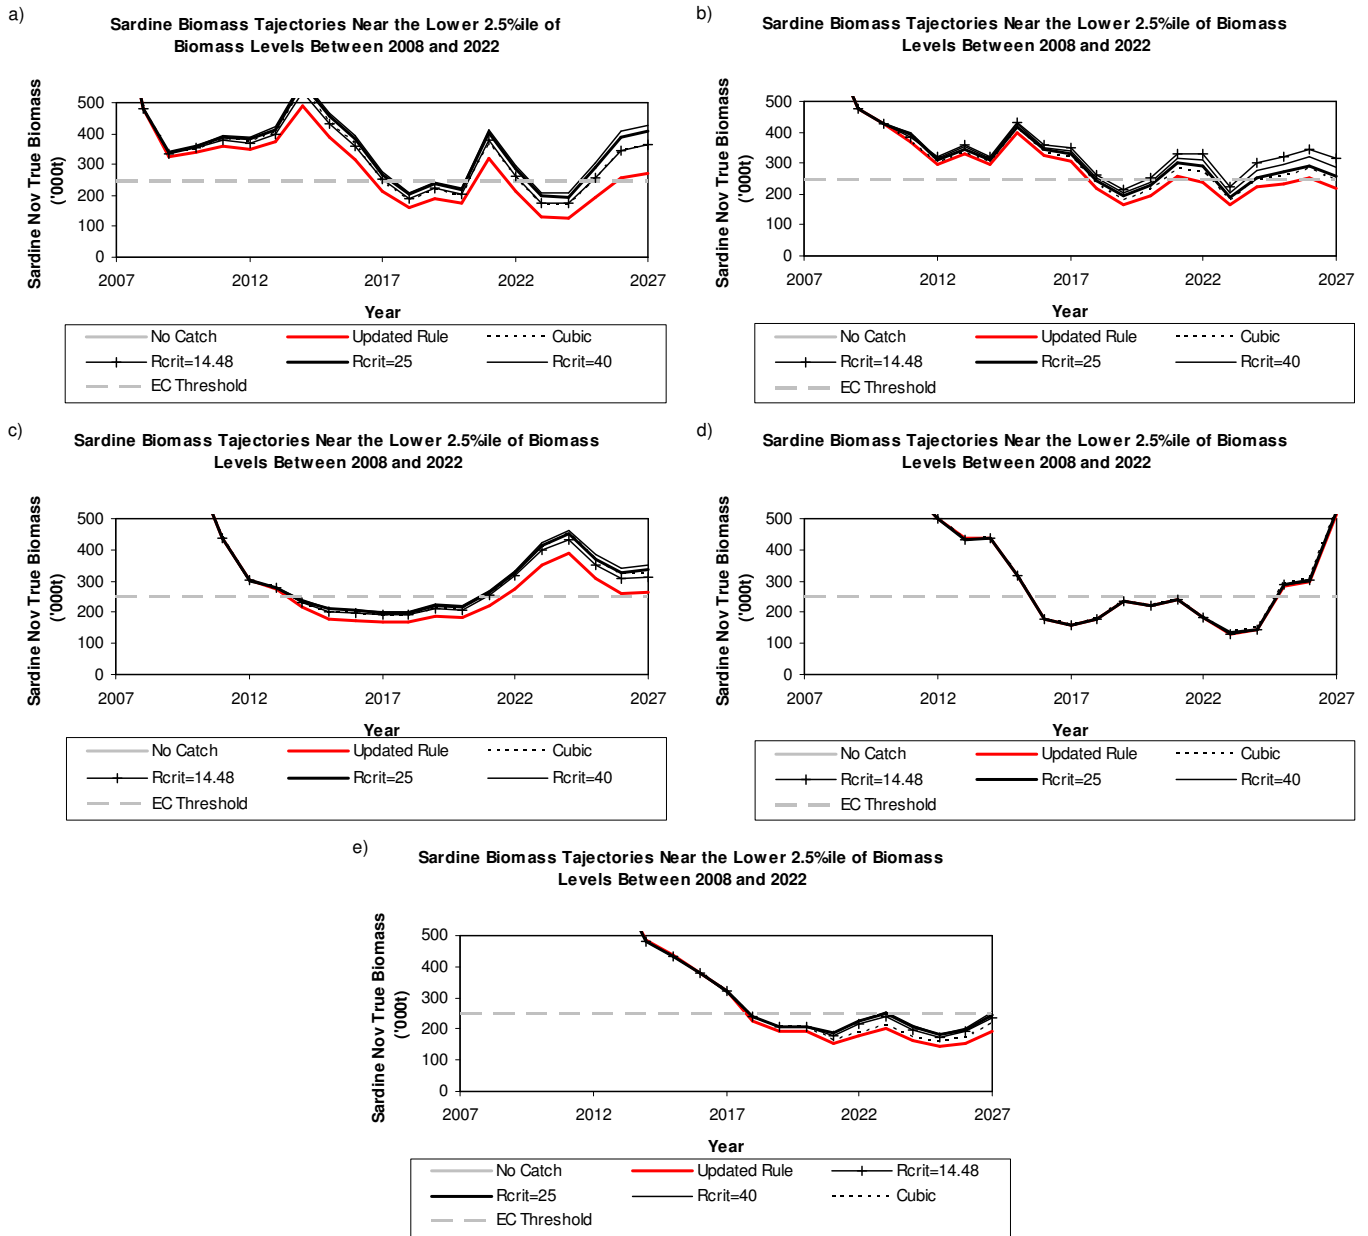 a)
Sardine Biomass Tajectories Near the Lower 2.5%ile of
Biomass Levels Between 2008 and 2022
Sardine Nov True Biomass
('000t)
500
400
300
200
100
0
2007 2012 2017 2022 2027
Year
No Catch Updated Rule Cubic
Rcrit=14.48 Rcrit=25 Rcrit=40
EC Threshold
b)
Sardine Biomass Tajectories Near the Lower 2.5%ile of Biomass
Levels Between 2008 and 2022
Sardine Nov True Biomass
('000t)
500
400
300
200
100
0
2007 2012 2017 2022 2027
Year
No Catch Updated Rule Cubic
Rcrit=14.48 Rcrit=25 Rcrit=40
EC Threshold
c)
Sardine Biomass Tajectories Near the Lower 2.5%ile of Biomass
Levels Between 2008 and 2022
Sardine Nov True Biomass
('000t)
500
400
300
200
100
0
2007 2012 2017 2022 2027
Year
No Catch Updated Rule Cubic
Rcrit=14.48 Rcrit=25 Rcrit=40
EC Threshold
d)
Sardine Biomass Tajectories Near the Lower 2.5%ile of Biomass
Levels Between 2008 and 2022
Sardine Nov True Biomass
('000t)
500
400
300
200
100
0
2007 2012 2017 2022 2027
Year
No Catch Updated Rule Cubic
Rcrit=14.48 Rcrit=25 Rcrit=40
EC Threshold
e)
Sardine Biomass Tajectories Near the Lower 2.5%ile of Biomass
Levels Between 2008 and 2022
Sardine Nov True Biomass
('000t)
500
400
300
200
100
0
2007 2012 2017 2022 2027
Year
No Catch Updated Rule Rcrit=14.48
Rcrit=25 Rcrit=40 Cubic
EC Threshold